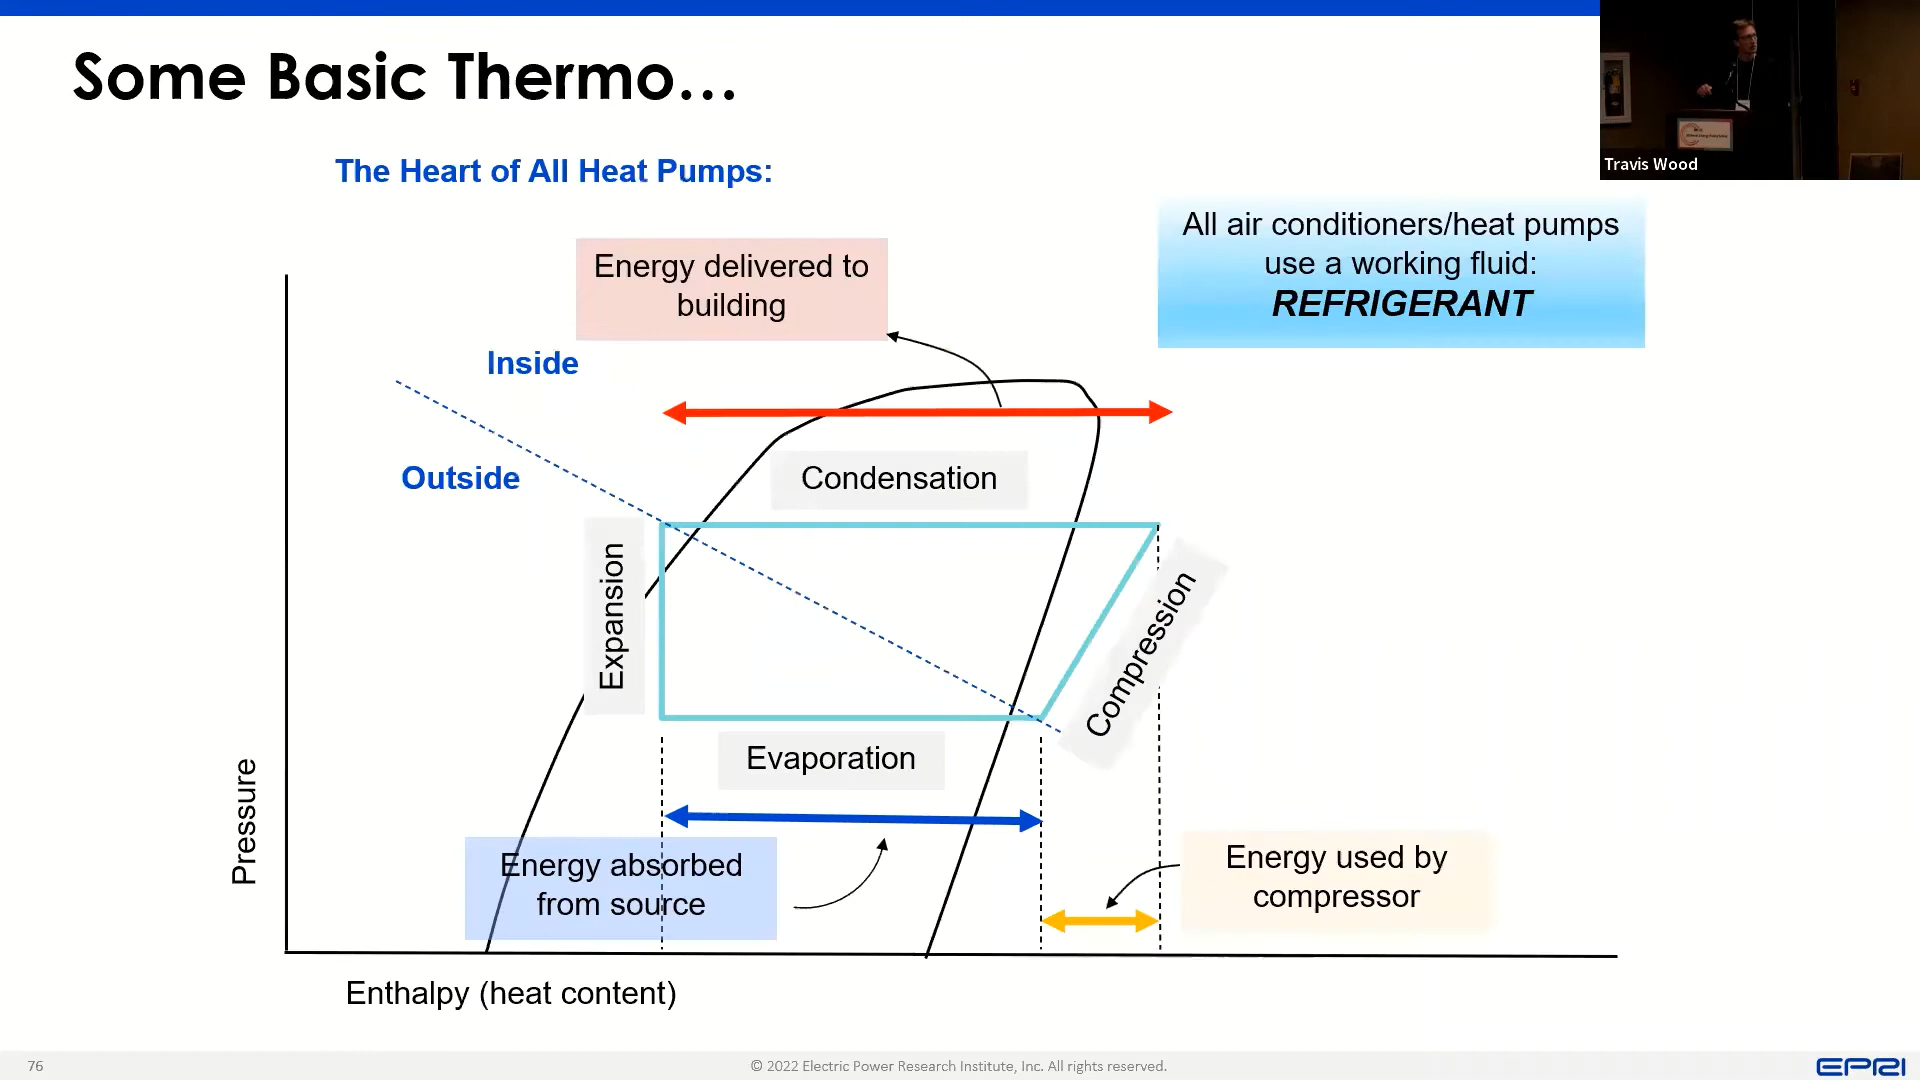 Some Basic Thermo...
Travis Wood
The Heart of All Heat Pumps:
All air conditioners/heat pumps
use a working fluid:
REFRIGERANT
Energy delivered to
building
Inside
Outside
Condensation
Expansion
Compression
Evaporation
Pressure
Energy absorbed
from source
Energy used by
compressor
Enthalpy (heat content)
76
© 2022 Electric Power Research Institute, Inc. All rights reserved.
EPRI